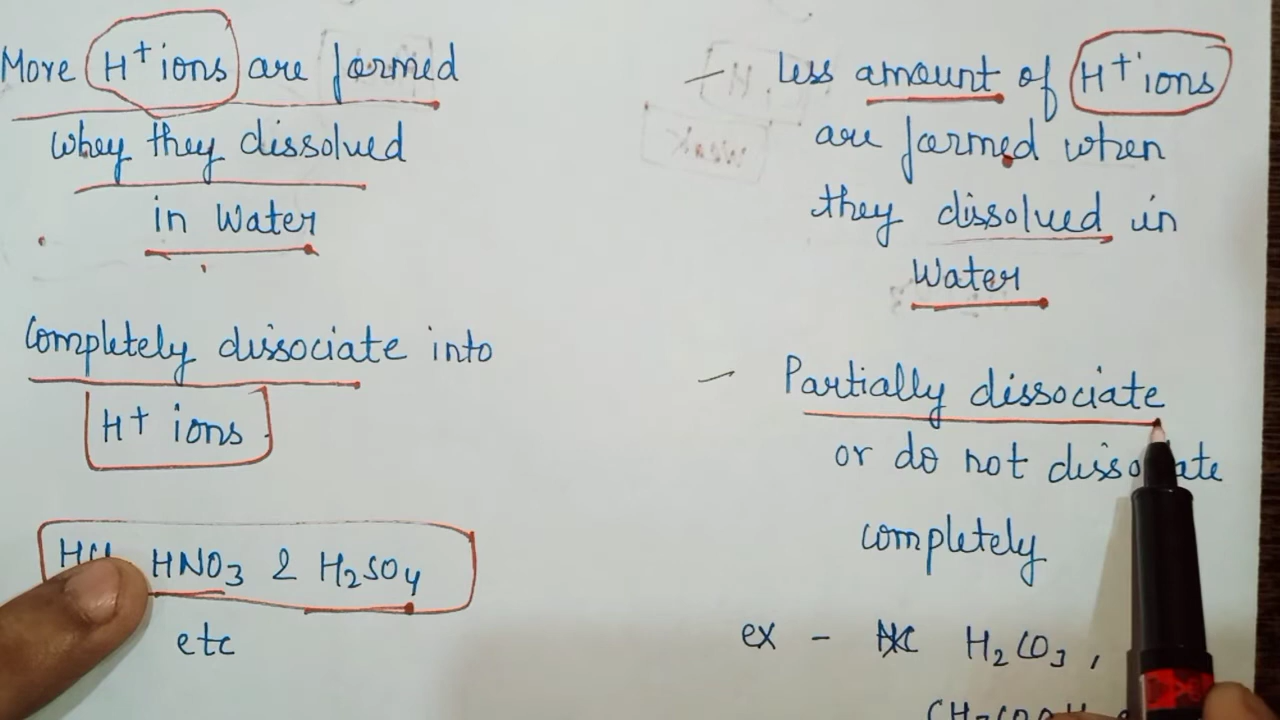 More H+ ions are formed
whey they dissolved
in Water
Completely dissociate into
H+ ions
HNO3 & H2SO4
etc
– Less amount of H+ ions
are formed when
they dissolved in
Water
– Partially dissociate
or do not
completely
ex – H2CO3,